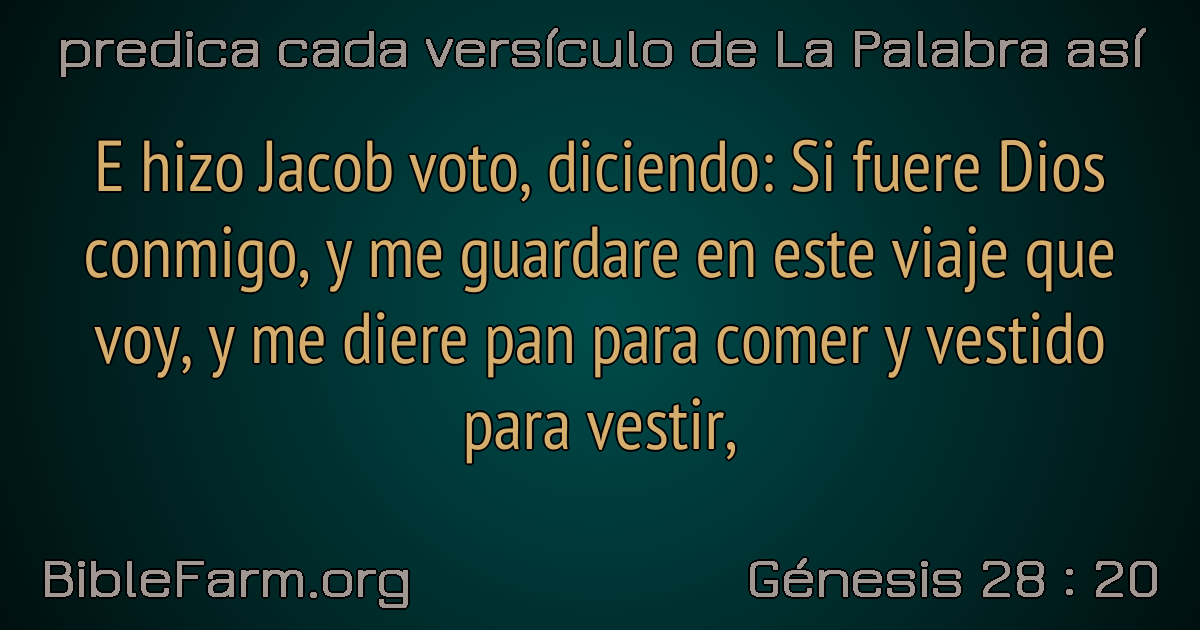 predica cada versículo de La Palabra así
E hizo Jacob voto, diciendo: Si fuere Dios
conmigo, y me guardare en este viaje que
voy, y me diere pan para comer y vestido
para vestir,
BibleFarm.org
Génesis 28 : 20